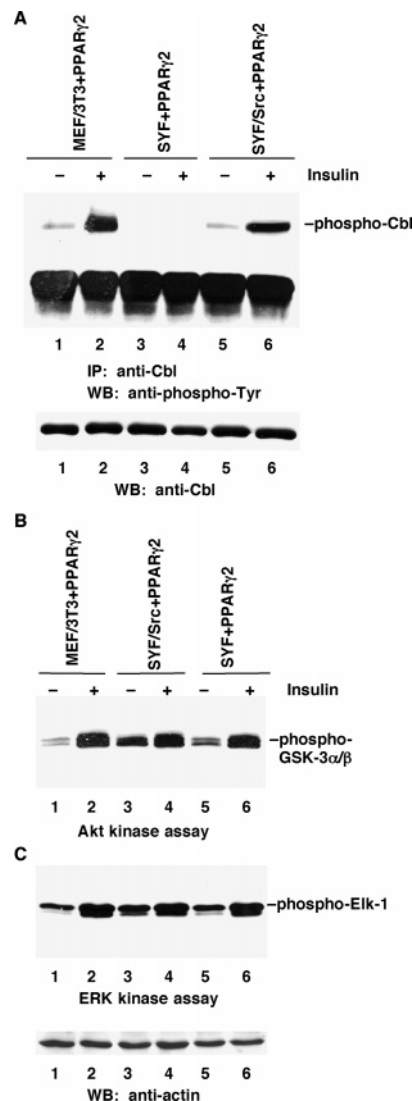 A
MEF/3T3+PPARγ2
SYF+PPARγ2
SYF/Src+PPARγ2
– + – + – + Insulin
–phospho-Cbl
1 2 3 4 5 6
IP: anti-Cbl
WB: anti-phospho-Tyr
1 2 3 4 5 6
WB: anti-Cbl
B
MEF/3T3+PPARγ2
SYF/Src+PPARγ2
SYF+PPARγ2
– + – + – + Insulin
–phospho-
GSK-3α/β
1 2 3 4 5 6
Akt kinase assay
C
–phospho-Elk-1
1 2 3 4 5 6
ERK kinase assay
1 2 3 4 5 6
WB: anti-actin